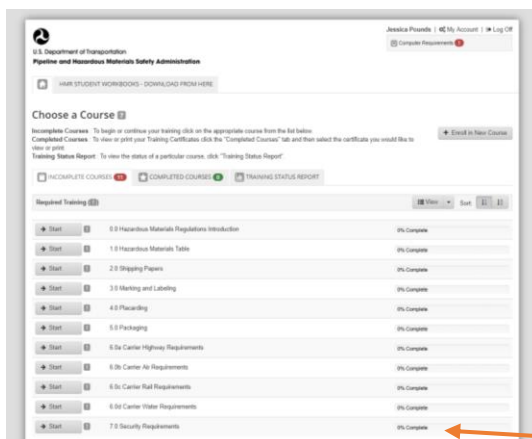 Jessica Pounds | My Account | Log Off
Computer Requirements
U.S. Department of Transportation
Pipeline and Hazardous Materials Safety Administration
HMR STUDENT WORKBOOKS - DOWNLOAD FROM HERE
Choose a Course
Incomplete Courses To begin or continue your training click on the appropriate course from the list below.
Completed Courses To view or print your Training Certificates click the "Completed Courses" tab and then select the certificate you would like to
view or print.
Training Status Report To view the status of a particular course, click "Training Status Report"
+ Enroll in New Course
INCOMPLETE COURSES COMPLETED COURSES TRAINING STATUS REPORT
Required Training View Sort
Start 0.0 Hazardous Materials Regulations Introduction 0% Complete
Start 1.0 Hazardous Materials Table 0% Complete
Start 2.0 Shipping Papers 0% Complete
Start 3.0 Marking and Labeling 0% Complete
Start 4.0 Placarding 0% Complete
Start 5.0 Packaging 0% Complete
Start 6.0a Carrier Highway Requirements 0% Complete
Start 6.0b Carrier Air Requirements 0% Complete
Start 6.0c Carrier Rail Requirements 0% Complete
Start 6.0d Carrier Water Requirements 0% Complete
Start 7.0 Security Requirements 0% Complete